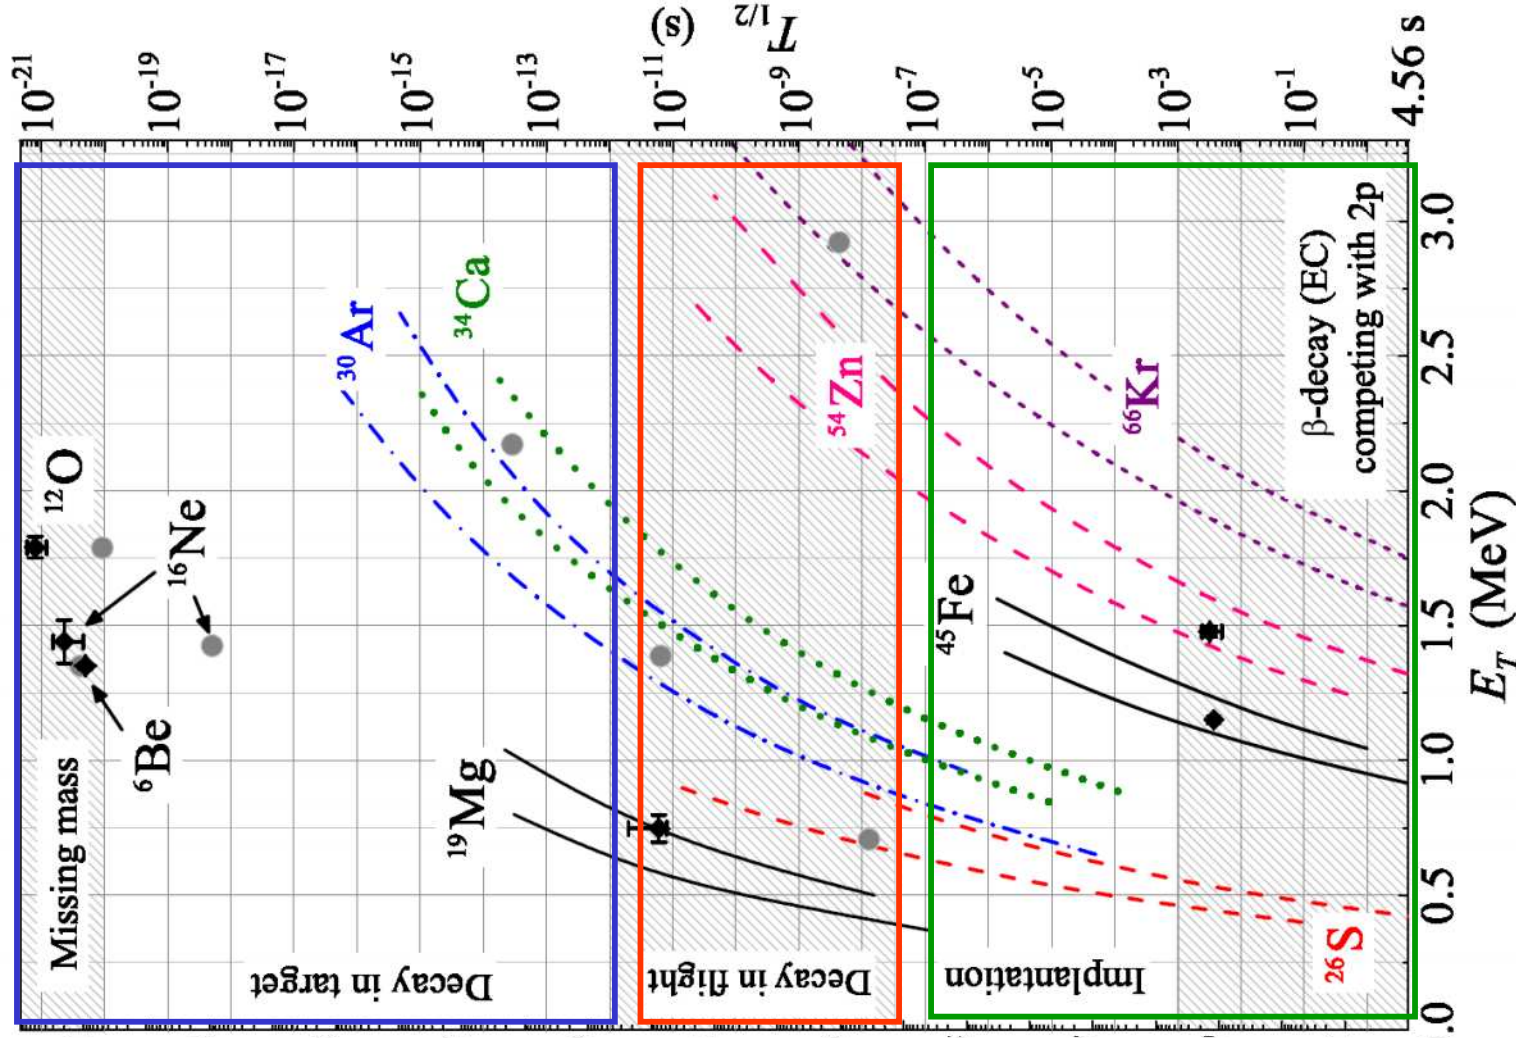 T₁/₂ (s)
10⁻²¹
10⁻¹⁹
10⁻¹⁷
10⁻¹⁵
10⁻¹³
10⁻¹¹
10⁻⁹
10⁻⁷
10⁻⁵
10⁻³
10⁻¹
4.56 s
Missing mass
Decay in target
Decay in flight
Implantation
β-decay (EC)
competing with 2p
¹²O
¹⁶Ne
⁶Be
³⁰Ar
³⁴Ca
¹⁹Mg
⁵⁴Zn
⁶⁶Kr
⁴⁵Fe
²⁶S
.0
0.5
1.0
1.5
2.0
2.5
3.0
E_T (MeV)